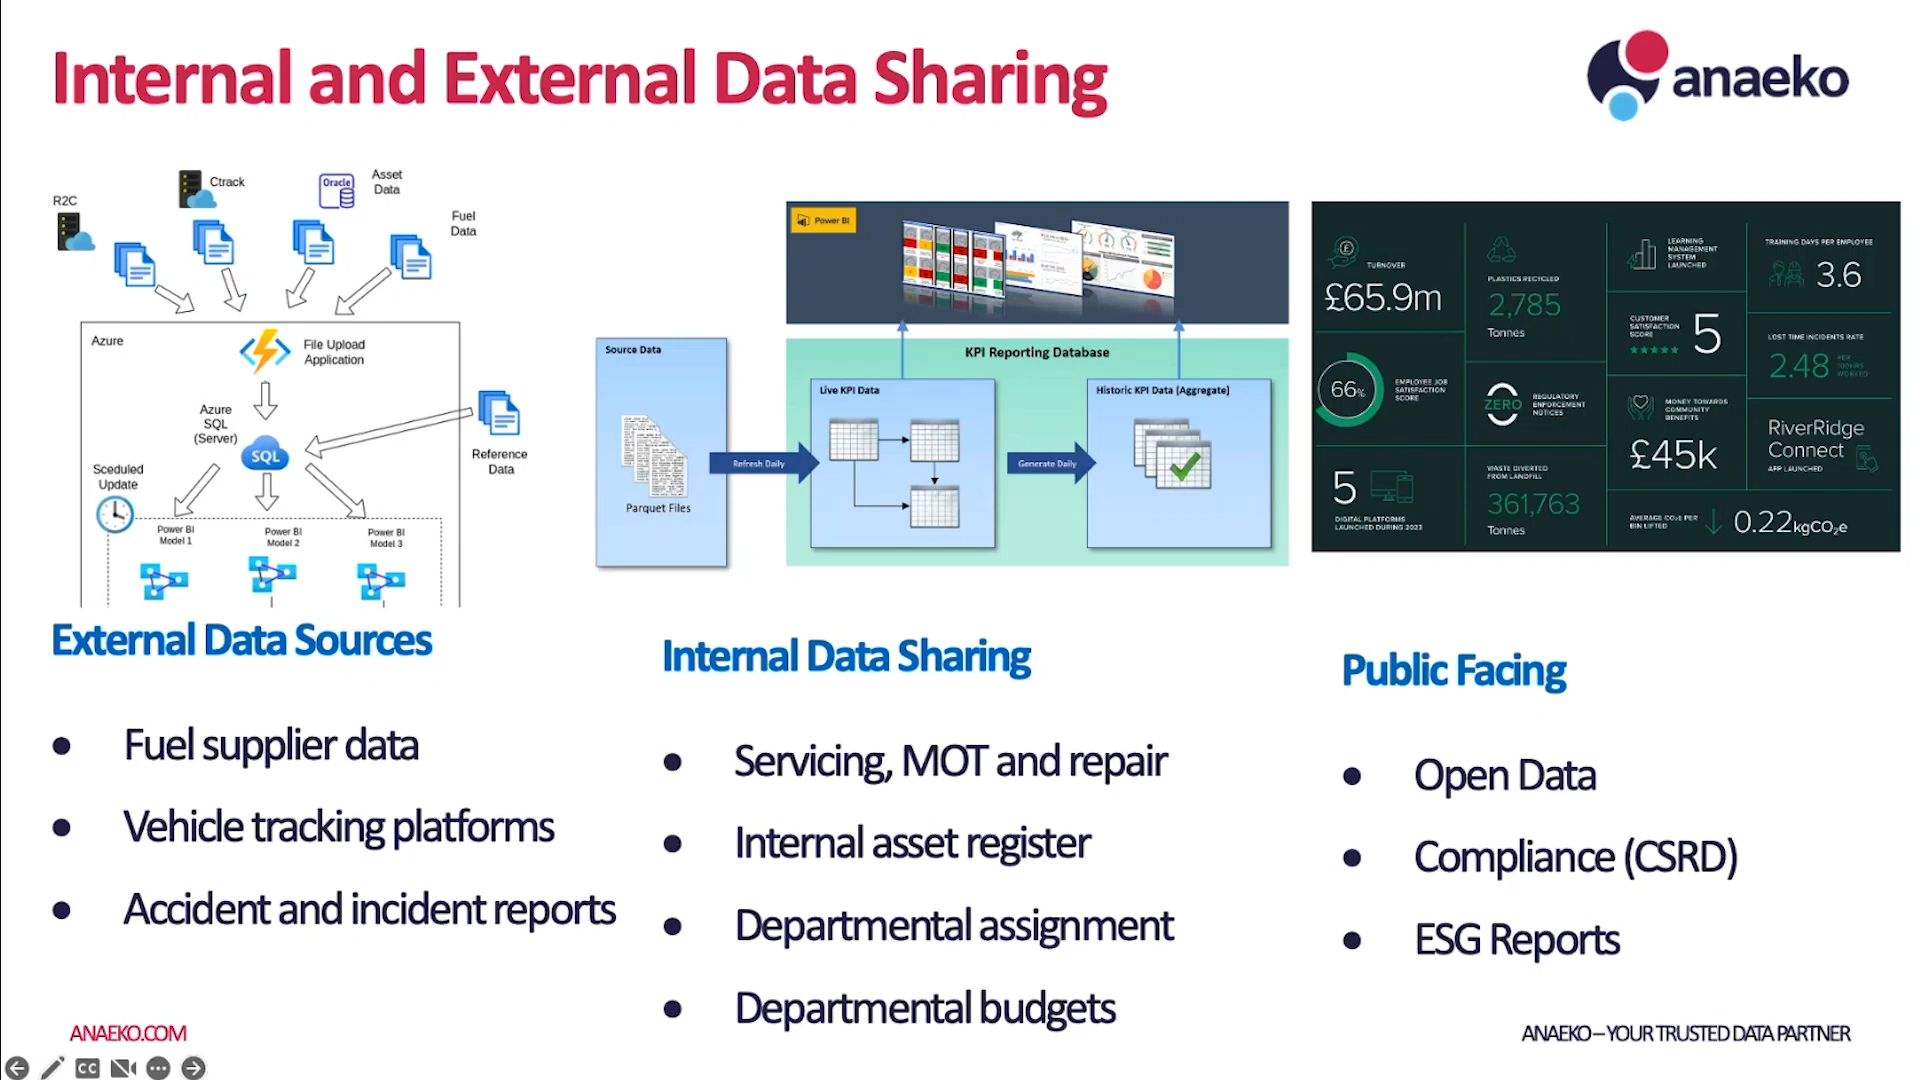 Internal and External Data Sharing
anaeko
R2C
Ctrack
Oracle
Asset
Data
Fuel
Data
Azure
File Upload
Application
Azure
SQL
(Server)
SQL
Reference
Data
Sceduled
Update
Power BI
Model 1
Power BI
Model 2
Power BI
Model 3
Power BI
Source Data
Parquet Files
Refresh Daily
KPI Reporting Database
Live KPI Data
Generate Daily
Historic KPI Data (Aggregate)
TURNOVER
£65.9m
66%
EMPLOYEE JOB
SATISFACTION
SCORE
5
DIGITAL PLATFORMS
LAUNCHED DURING 2023
PLASTICS RECYCLED
2,785
Tonnes
ZERO
REGULATORY
ENFORCEMENT
NOTICES
WASTE DIVERTED
FROM LANDFILL
361,763
Tonnes
LEARNING
MANAGEMENT
SYSTEM
LAUNCHED
CUSTOMER
SATISFACTION
SCORE
5
MONEY TOWARDS
COMMUNITY
BENEFITS
£45k
AVERAGE CO₂e PER
BIN LIFTED
0.22kgCO₂e
TRAINING DAYS PER EMPLOYEE
3.6
LOST TIME INCIDENTS RATE
2.48
PER
100HRS
WORKED
RiverRidge
Connect
APP LAUNCHED
External Data Sources
● Fuel supplier data
● Vehicle tracking platforms
● Accident and incident reports
Internal Data Sharing
● Servicing, MOT and repair
● Internal asset register
● Departmental assignment
● Departmental budgets
Public Facing
● Open Data
● Compliance (CSRD)
● ESG Reports
ANAEKO.COM
ANAEKO – YOUR TRUSTED DATA PARTNER
CC